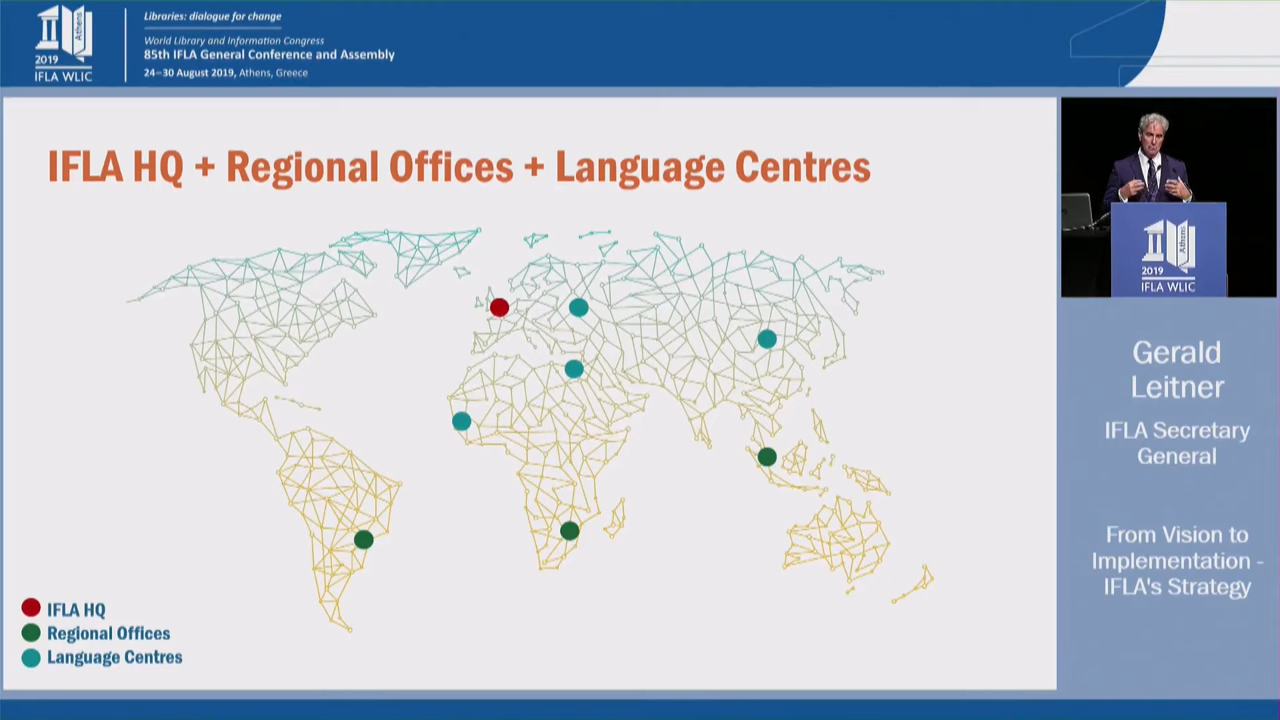 Athens
2019
IFLA WLIC
Libraries: dialogue for change
World Library and Information Congress
85th IFLA General Conference and Assembly
24–30 August 2019, Athens, Greece
IFLA HQ + Regional Offices + Language Centres
IFLA HQ
Regional Offices
Language Centres
Athens
2019
IFLA WLIC
Gerald
Leitner
IFLA Secretary
General
From Vision to
Implementation -
IFLA's Strategy